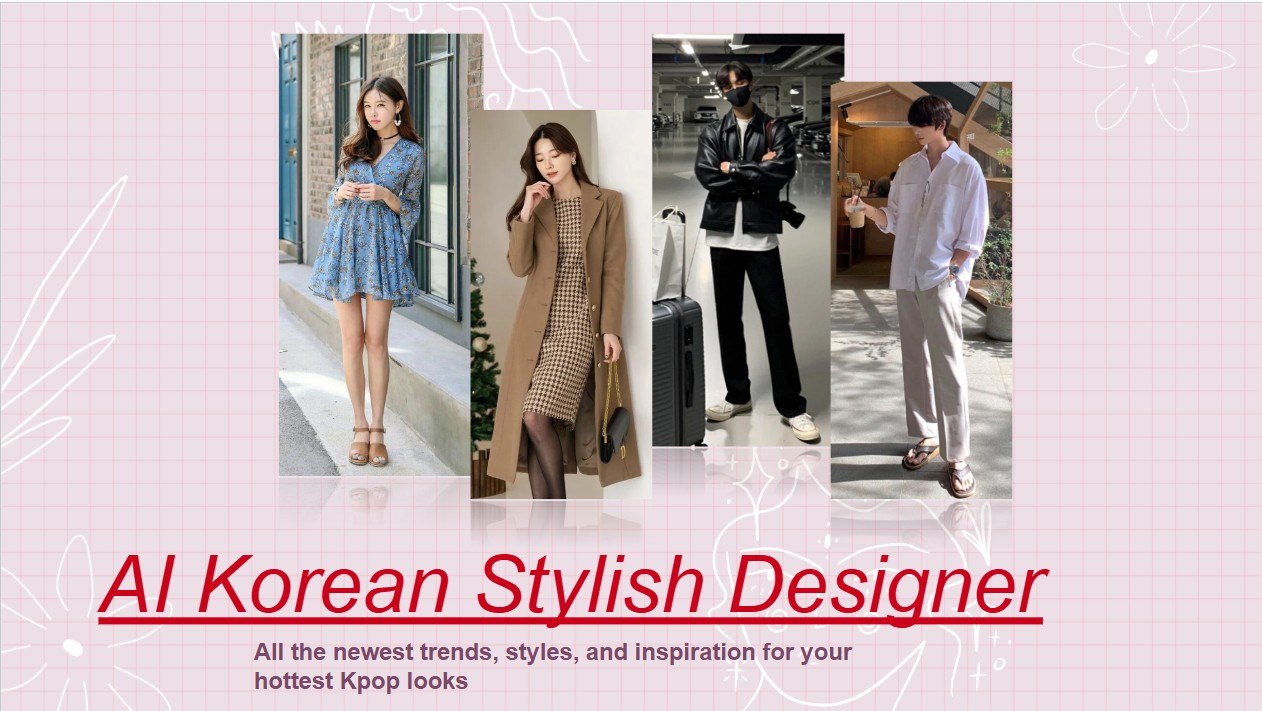 AI Korean Stylish Designer
All the newest trends, styles, and inspiration for your
hottest Kpop looks